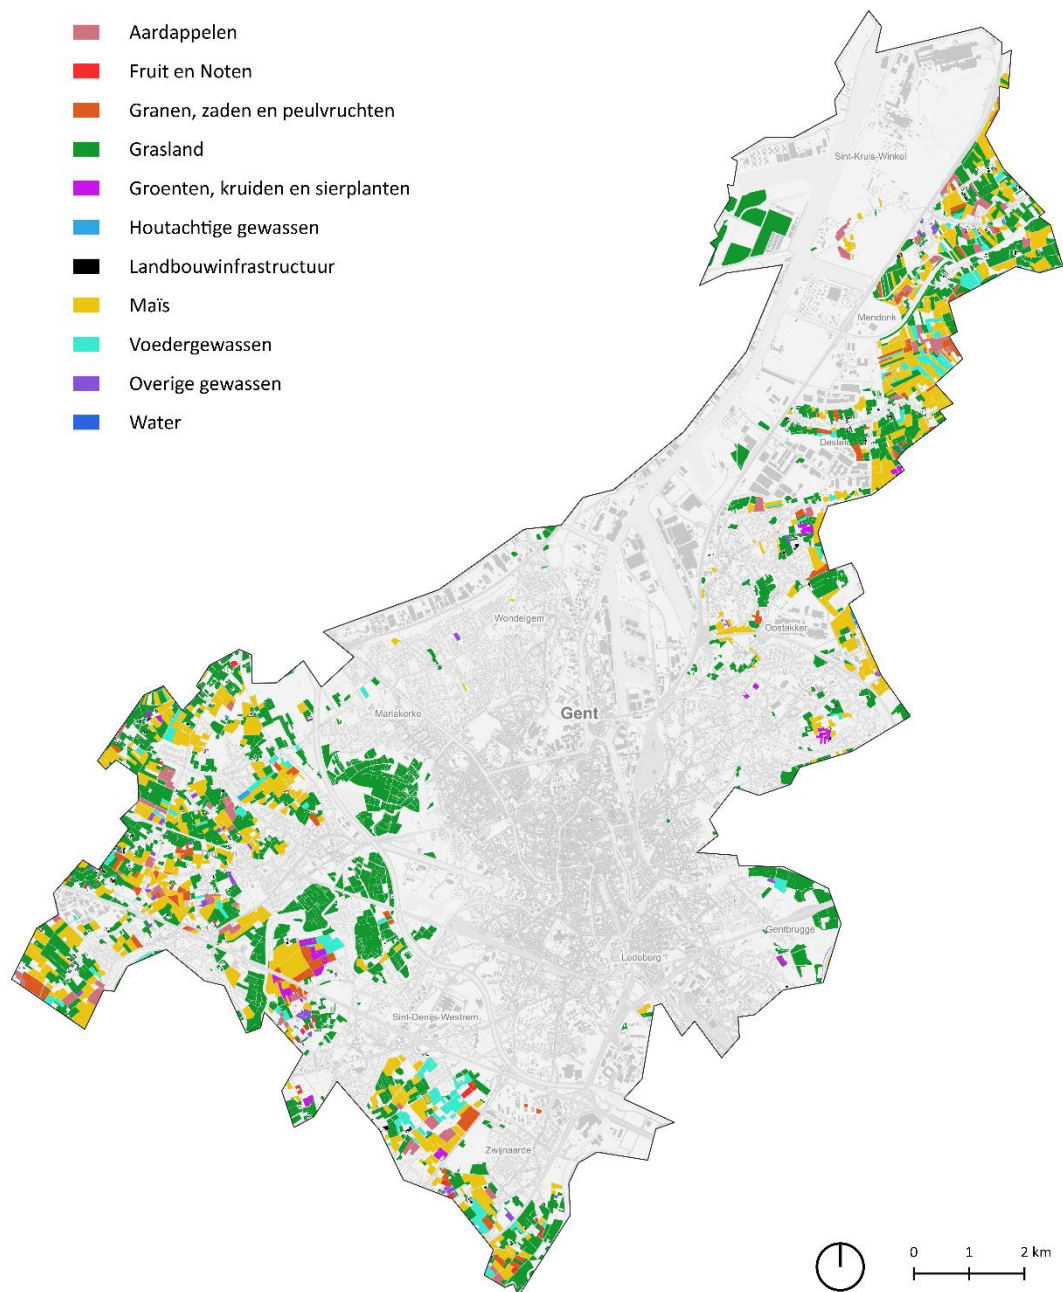 Aardappelen
Fruit en Noten
Granen, zaden en peulvruchten
Grasland
Groenten, kruiden en sierplanten
Houtachtige gewassen
Landbouwinfrastructuur
Maïs
Voedergewassen
Overige gewassen
Water
Sint-Kruis-Winkel
Mendonk
Oostakker
Wondelgem
Mariakerke
Gent
Gentbrugge
Ledeberg
Sint-Denijs-Westrem
Zwijnaarde
0 1 2 km